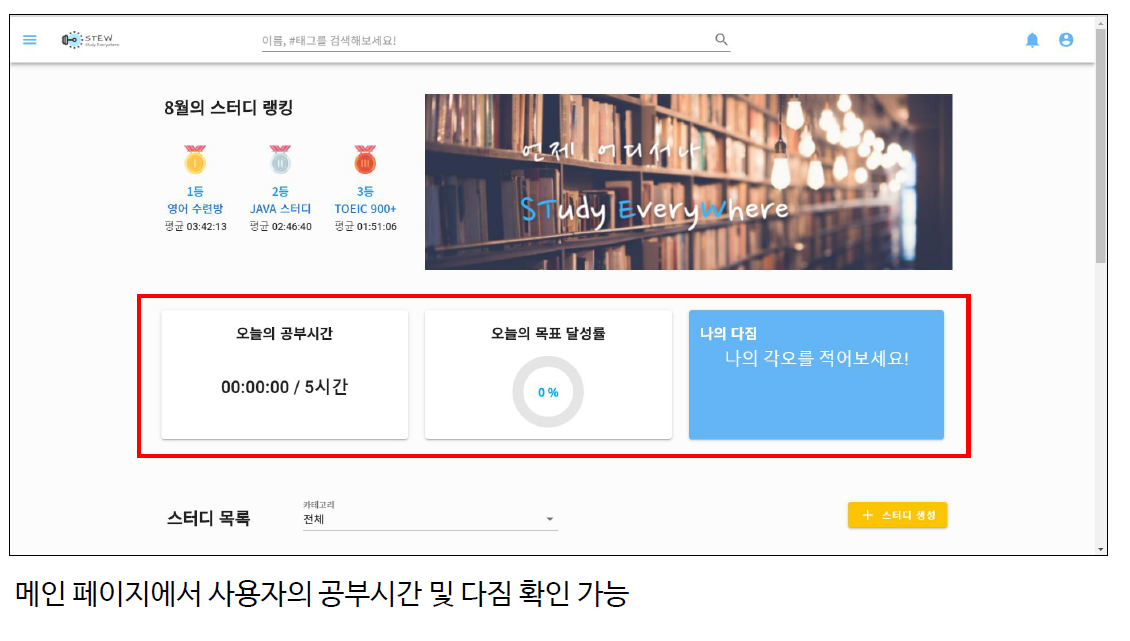 STEW
Study Everywhere
이름, #태그를 검색해보세요!
8월의 스터디 랭킹
언제 어디서나
STudy EveryWhere
I II III
1등 2등 3등
영어 수련방 JAVA 스터디 TOEIC 900+
평균 03:42:13 평균 02:46:40 평균 01:51:06
오늘의 공부시간
00:00:00 / 5시간
오늘의 목표 달성률
0 %
나의 다짐
나의 각오를 적어보세요!
스터디 목록
카테고리
전체
+ 스터디 생성
메인 페이지에서 사용자의 공부시간 및 다짐 확인 가능